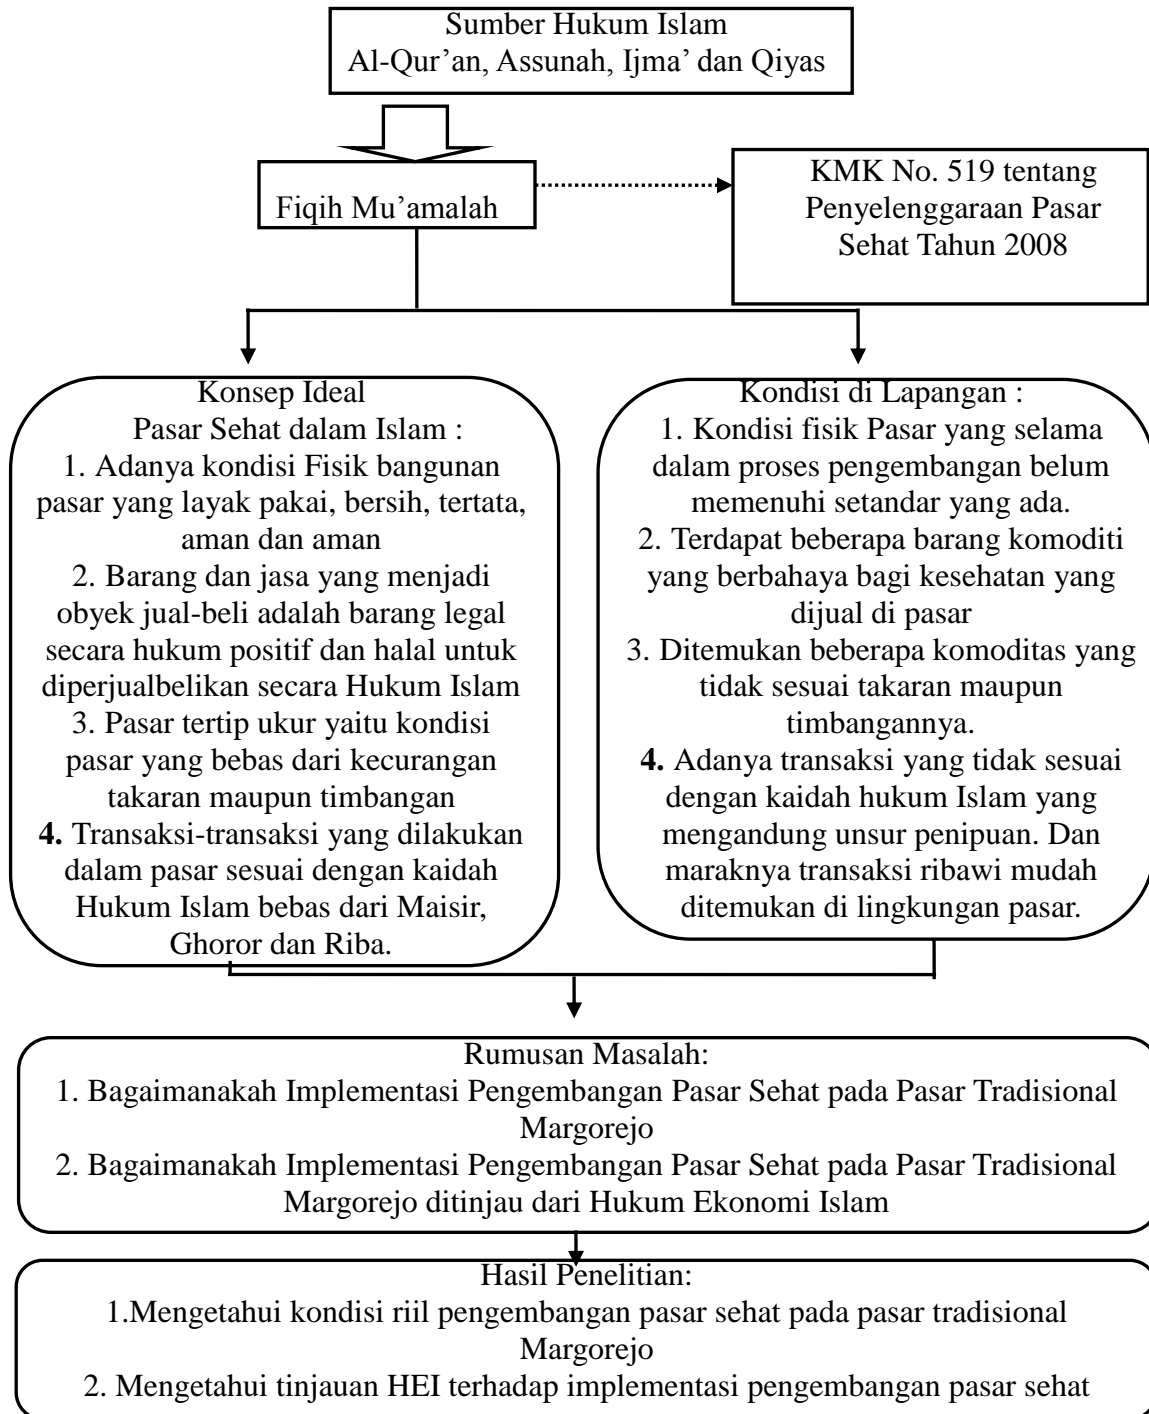 Sumber Hukum Islam
Al-Qur’an, Assunah, Ijma’ dan Qiyas
Fiqih Mu’amalah
KMK No. 519 tentang
Penyelenggaraan Pasar
Sehat Tahun 2008
Konsep Ideal
Pasar Sehat dalam Islam :
1. Adanya kondisi Fisik bangunan
pasar yang layak pakai, bersih, tertata,
aman dan aman
2. Barang dan jasa yang menjadi
obyek jual-beli adalah barang legal
secara hukum positif dan halal untuk
diperjualbelikan secara Hukum Islam
3. Pasar tertip ukur yaitu kondisi
pasar yang bebas dari kecurangan
takaran maupun timbangan
4. Transaksi-transaksi yang dilakukan
dalam pasar sesuai dengan kaidah
Hukum Islam bebas dari Maisir,
Ghoror dan Riba.
Kondisi di Lapangan :
1. Kondisi fisik Pasar yang selama
dalam proses pengembangan belum
memenuhi setandar yang ada.
2. Terdapat beberapa barang komoditi
yang berbahaya bagi kesehatan yang
dijual di pasar
3. Ditemukan beberapa komoditas yang
tidak sesuai takaran maupun
timbangannya.
4. Adanya transaksi yang tidak sesuai
dengan kaidah hukum Islam yang
mengandung unsur penipuan. Dan
maraknya transaksi ribawi mudah
ditemukan di lingkungan pasar.
Rumusan Masalah:
1. Bagaimanakah Implementasi Pengembangan Pasar Sehat pada Pasar Tradisional
Margorejo
2. Bagaimanakah Implementasi Pengembangan Pasar Sehat pada Pasar Tradisional
Margorejo ditinjau dari Hukum Ekonomi Islam
Hasil Penelitian:
1.Mengetahui kondisi riil pengembangan pasar sehat pada pasar tradisional
Margorejo
2. Mengetahui tinjauan HEI terhadap implementasi pengembangan pasar sehat